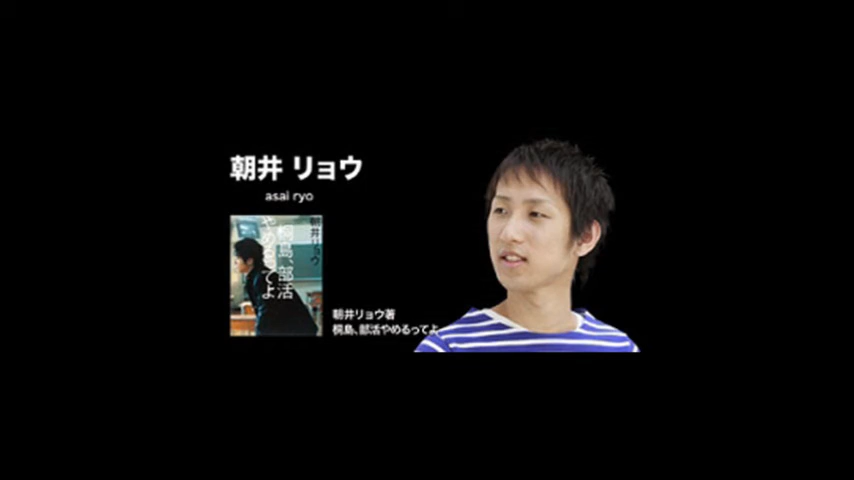 朝井 リョウ
asai ryo
朝井リョウ
桐島、部活
やめるってよ
朝井リョウ著
桐島、部活やめるってよ